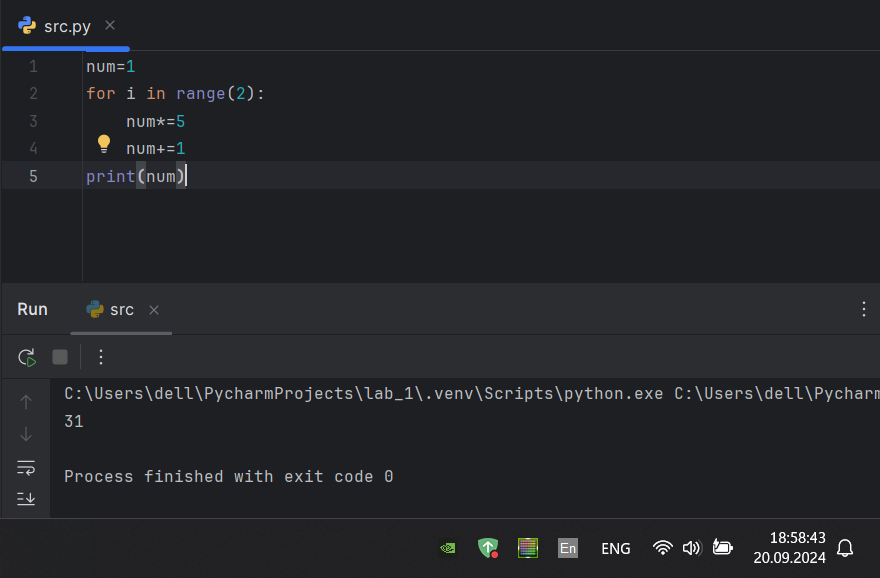 src.py
1 num=1
2 for i in range(2):
3     num*=5
4     num+=1
5 print(num)
Run src
C:\Users\dell\PycharmProjects\lab_1\.venv\Scripts\python.exe C:\Users\dell\Pycharm
31
Process finished with exit code 0
En ENG 18:58:43
20.09.2024